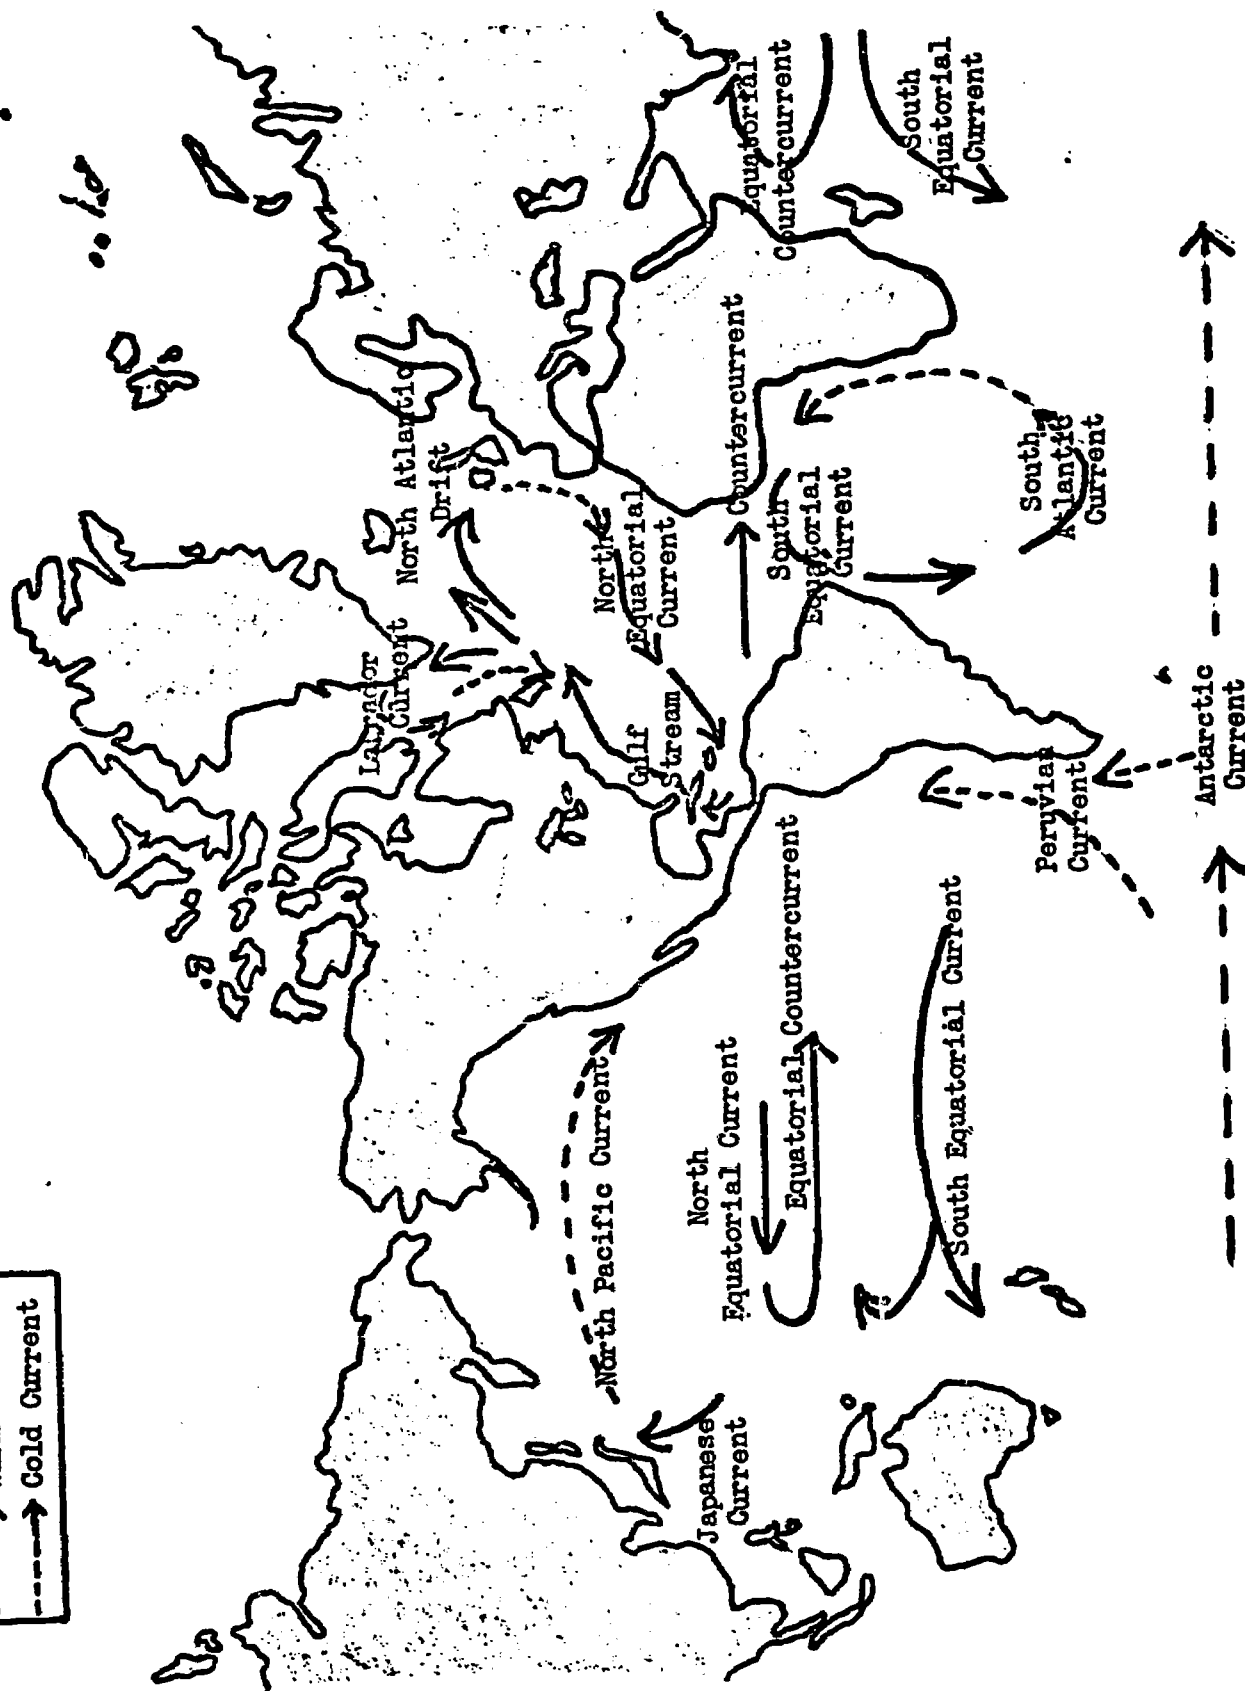 Cold Current
Labrador
Current
North Atlantic
Drift
Gulf
Stream
North
Equatorial
Current
Countercurrent
South
Equatorial
Current
South
Atlantic
Current
Equatorial
Countercurrent
South
Equatorial
Current
North Pacific Current
Japanese
Current
North
Equatorial Current
Equatorial Countercurrent
South Equatorial Current
Peruvian
Current
Antarctic
Current